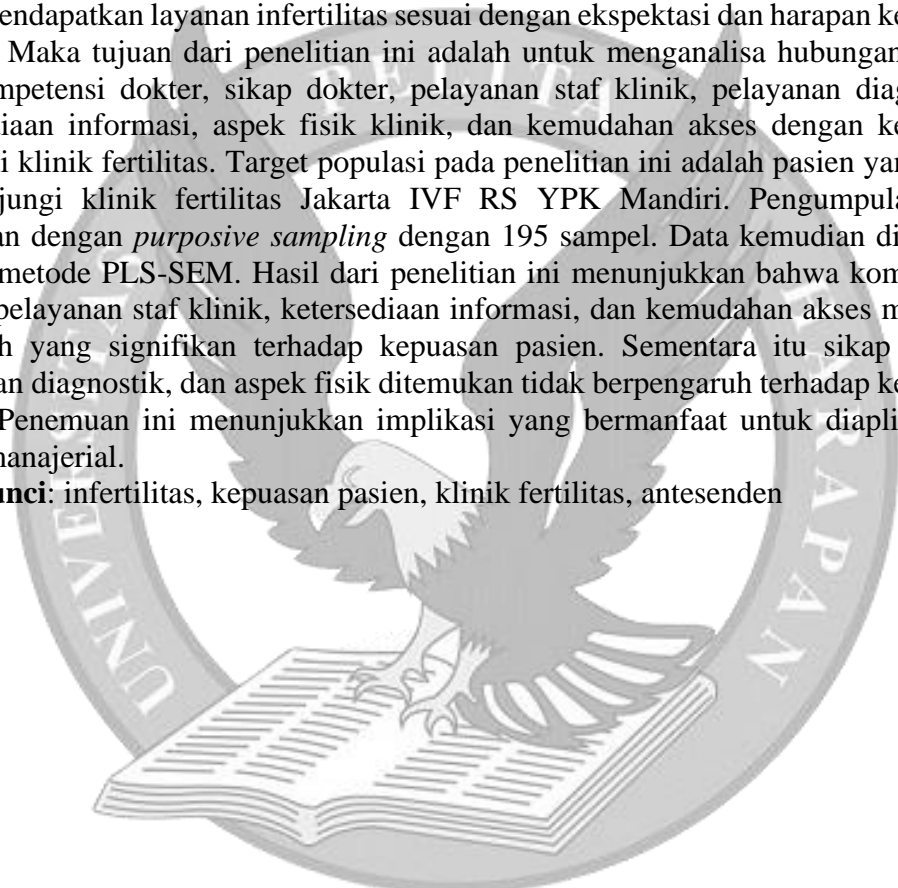 endapatkan layanan infertilitas sesuai dengan ekspektasi dan harapan ke
Maka tujuan dari penelitian ini adalah untuk menganalisa hubungan
mpetensi dokter, sikap dokter, pelayanan staf klinik, pelayanan diag
diaan informasi, aspek fisik klinik, dan kemudahan akses dengan ke
i klinik fertilitas. Target populasi pada penelitian ini adalah pasien yan
jungi klinik fertilitas Jakarta IVF RS YPK Mandiri. Pengumpula
an dengan purposive sampling dengan 195 sampel. Data kemudian di
metode PLS-SEM. Hasil dari penelitian ini menunjukkan bahwa kom
pelayanan staf klinik, ketersediaan informasi, dan kemudahan akses m
h yang signifikan terhadap kepuasan pasien. Sementara itu sikap
an diagnostik, dan aspek fisik ditemukan tidak berpengaruh terhadap ke
Penemuan ini menunjukkan implikasi yang bermanfaat untuk diapli
manajerial.
unci: infertilitas, kepuasan pasien, klinik fertilitas, antesenden
UNIVERSITAS PELITA HARAPAN